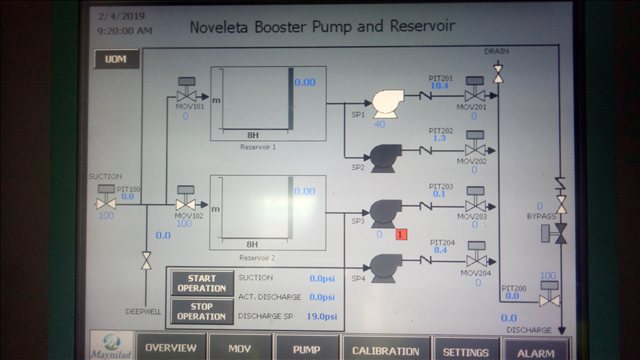 2/4/2019
9:20:00 AM
Noveleta Booster Pump and Reservoir
UOM
DRAIN
MOV101
0
m
0.00
8H
Reservoir 1
SP1
40
PIT201
10.4
MOV201
0
SP2
PIT202
1.3
MOV202
0
SUCTION
PIT100
0.0
100
MOV102
100
0.0
m
0.00
8H
Reservoir 2
SP3
0
1
PIT203
0.1
MOV203
0
0
BYPASS
SP4
PIT204
8.4
MOV204
0
PIT200
0.0
100
0.0
DISCHARGE
DEEPWELL
START
OPERATION
STOP
OPERATION
SUCTION 0.0psi
ACT. DISCHARGE 0.0psi
DISCHARGE SP 19.0psi
Maynilad
OVERVIEW
MOV
PUMP
CALIBRATION
SETTINGS
ALARM